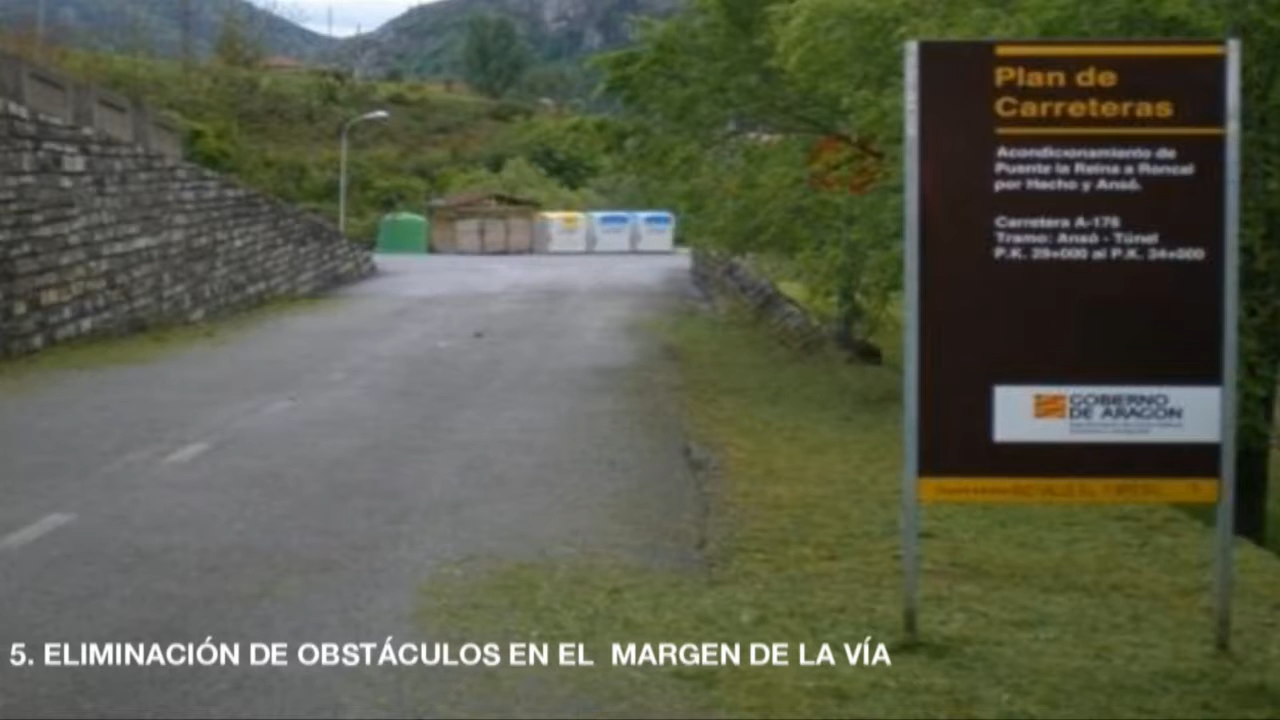 Plan de
Carreteras
Acondicionamiento de
Puente la Reina a Roncal
por Hecho y Ansó.
Carretera A-176
Tramo: Ansó - Túnel
P.K. 29+000 al P.K. 34+000
GOBIERNO
DE ARAGON
5. ELIMINACIÓN DE OBSTÁCULOS EN EL MARGEN DE LA VÍA